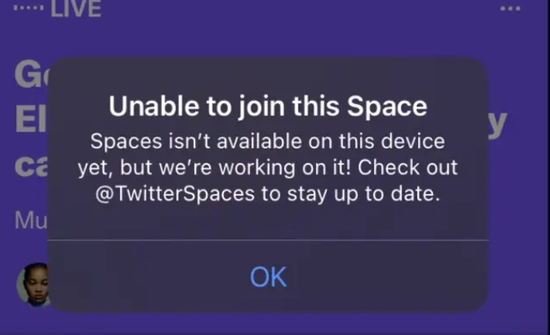 LIVE
Unable to join this Space
Spaces isn’t available on this device
yet, but we’re working on it! Check out
@TwitterSpaces to stay up to date.
OK